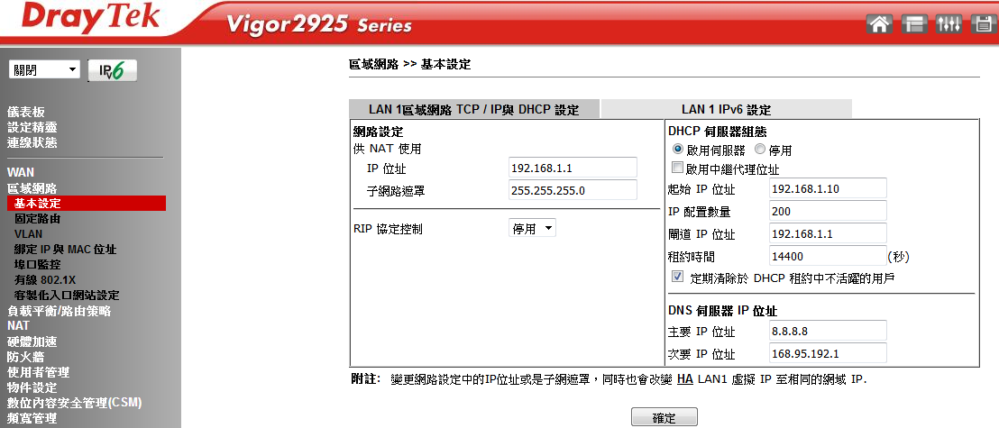 DrayTek
Vigor2925 Series
關閉
IPv6
儀表板
設定精靈
連線狀態
WAN
區域網路
基本設定
固定路由
VLAN
綁定 IP 與 MAC 位址
埠口監控
有線 802.1X
客製化入口網站設定
負載平衡/路由策略
NAT
硬體加速
防火牆
使用者管理
物件設定
數位內容安全管理(CSM)
頻寬管理
區域網路 >> 基本設定
LAN 1區域網路 TCP / IP與 DHCP 設定
LAN 1 IPv6 設定
網路設定
供 NAT 使用
IP 位址 192.168.1.1
子網路遮罩 255.255.255.0
RIP 協定控制 停用
DHCP 伺服器組態
啟用伺服器 停用
啟用中繼代理位址
起始 IP 位址 192.168.1.10
IP 配置數量 200
閘道 IP 位址 192.168.1.1
租約時間 14400 (秒)
定期清除於 DHCP 租約中不活躍的用戶
DNS 伺服器 IP 位址
主要 IP 位址 8.8.8.8
次要 IP 位址 168.95.192.1
附註: 變更網路設定中的IP位址或是子網遮罩，同時也會改變 HA LAN1 虛擬 IP 至相同的網域 IP.
確定